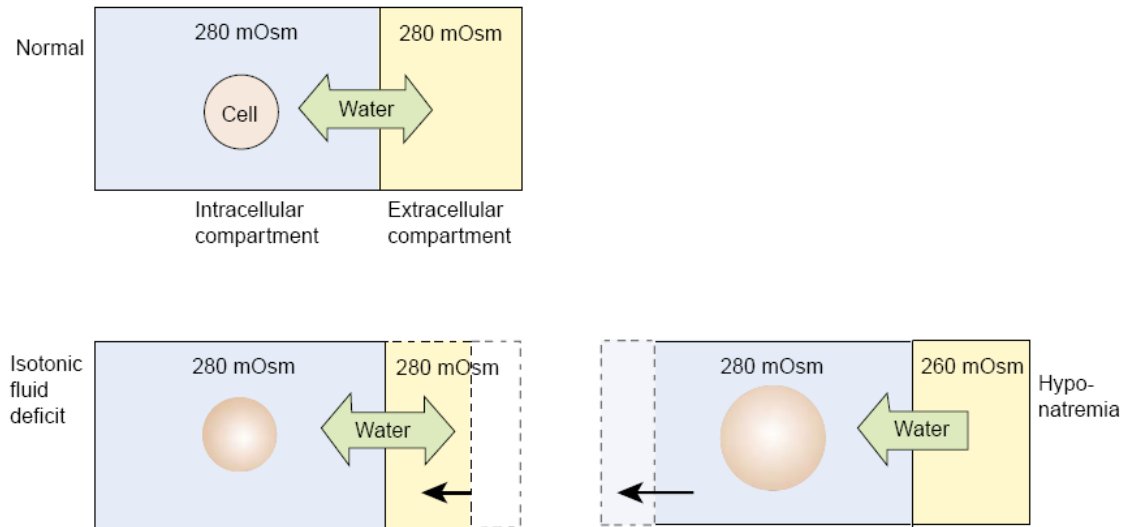 Normal
280 mOsm
280 mOsm
Cell
Water
Intracellular
compartment
Extracellular
compartment
Isotonic
fluid
deficit
280 mOsm
280 mOsm
Water
280 mOsm
260 mOsm
Water
Hypo-
natremia